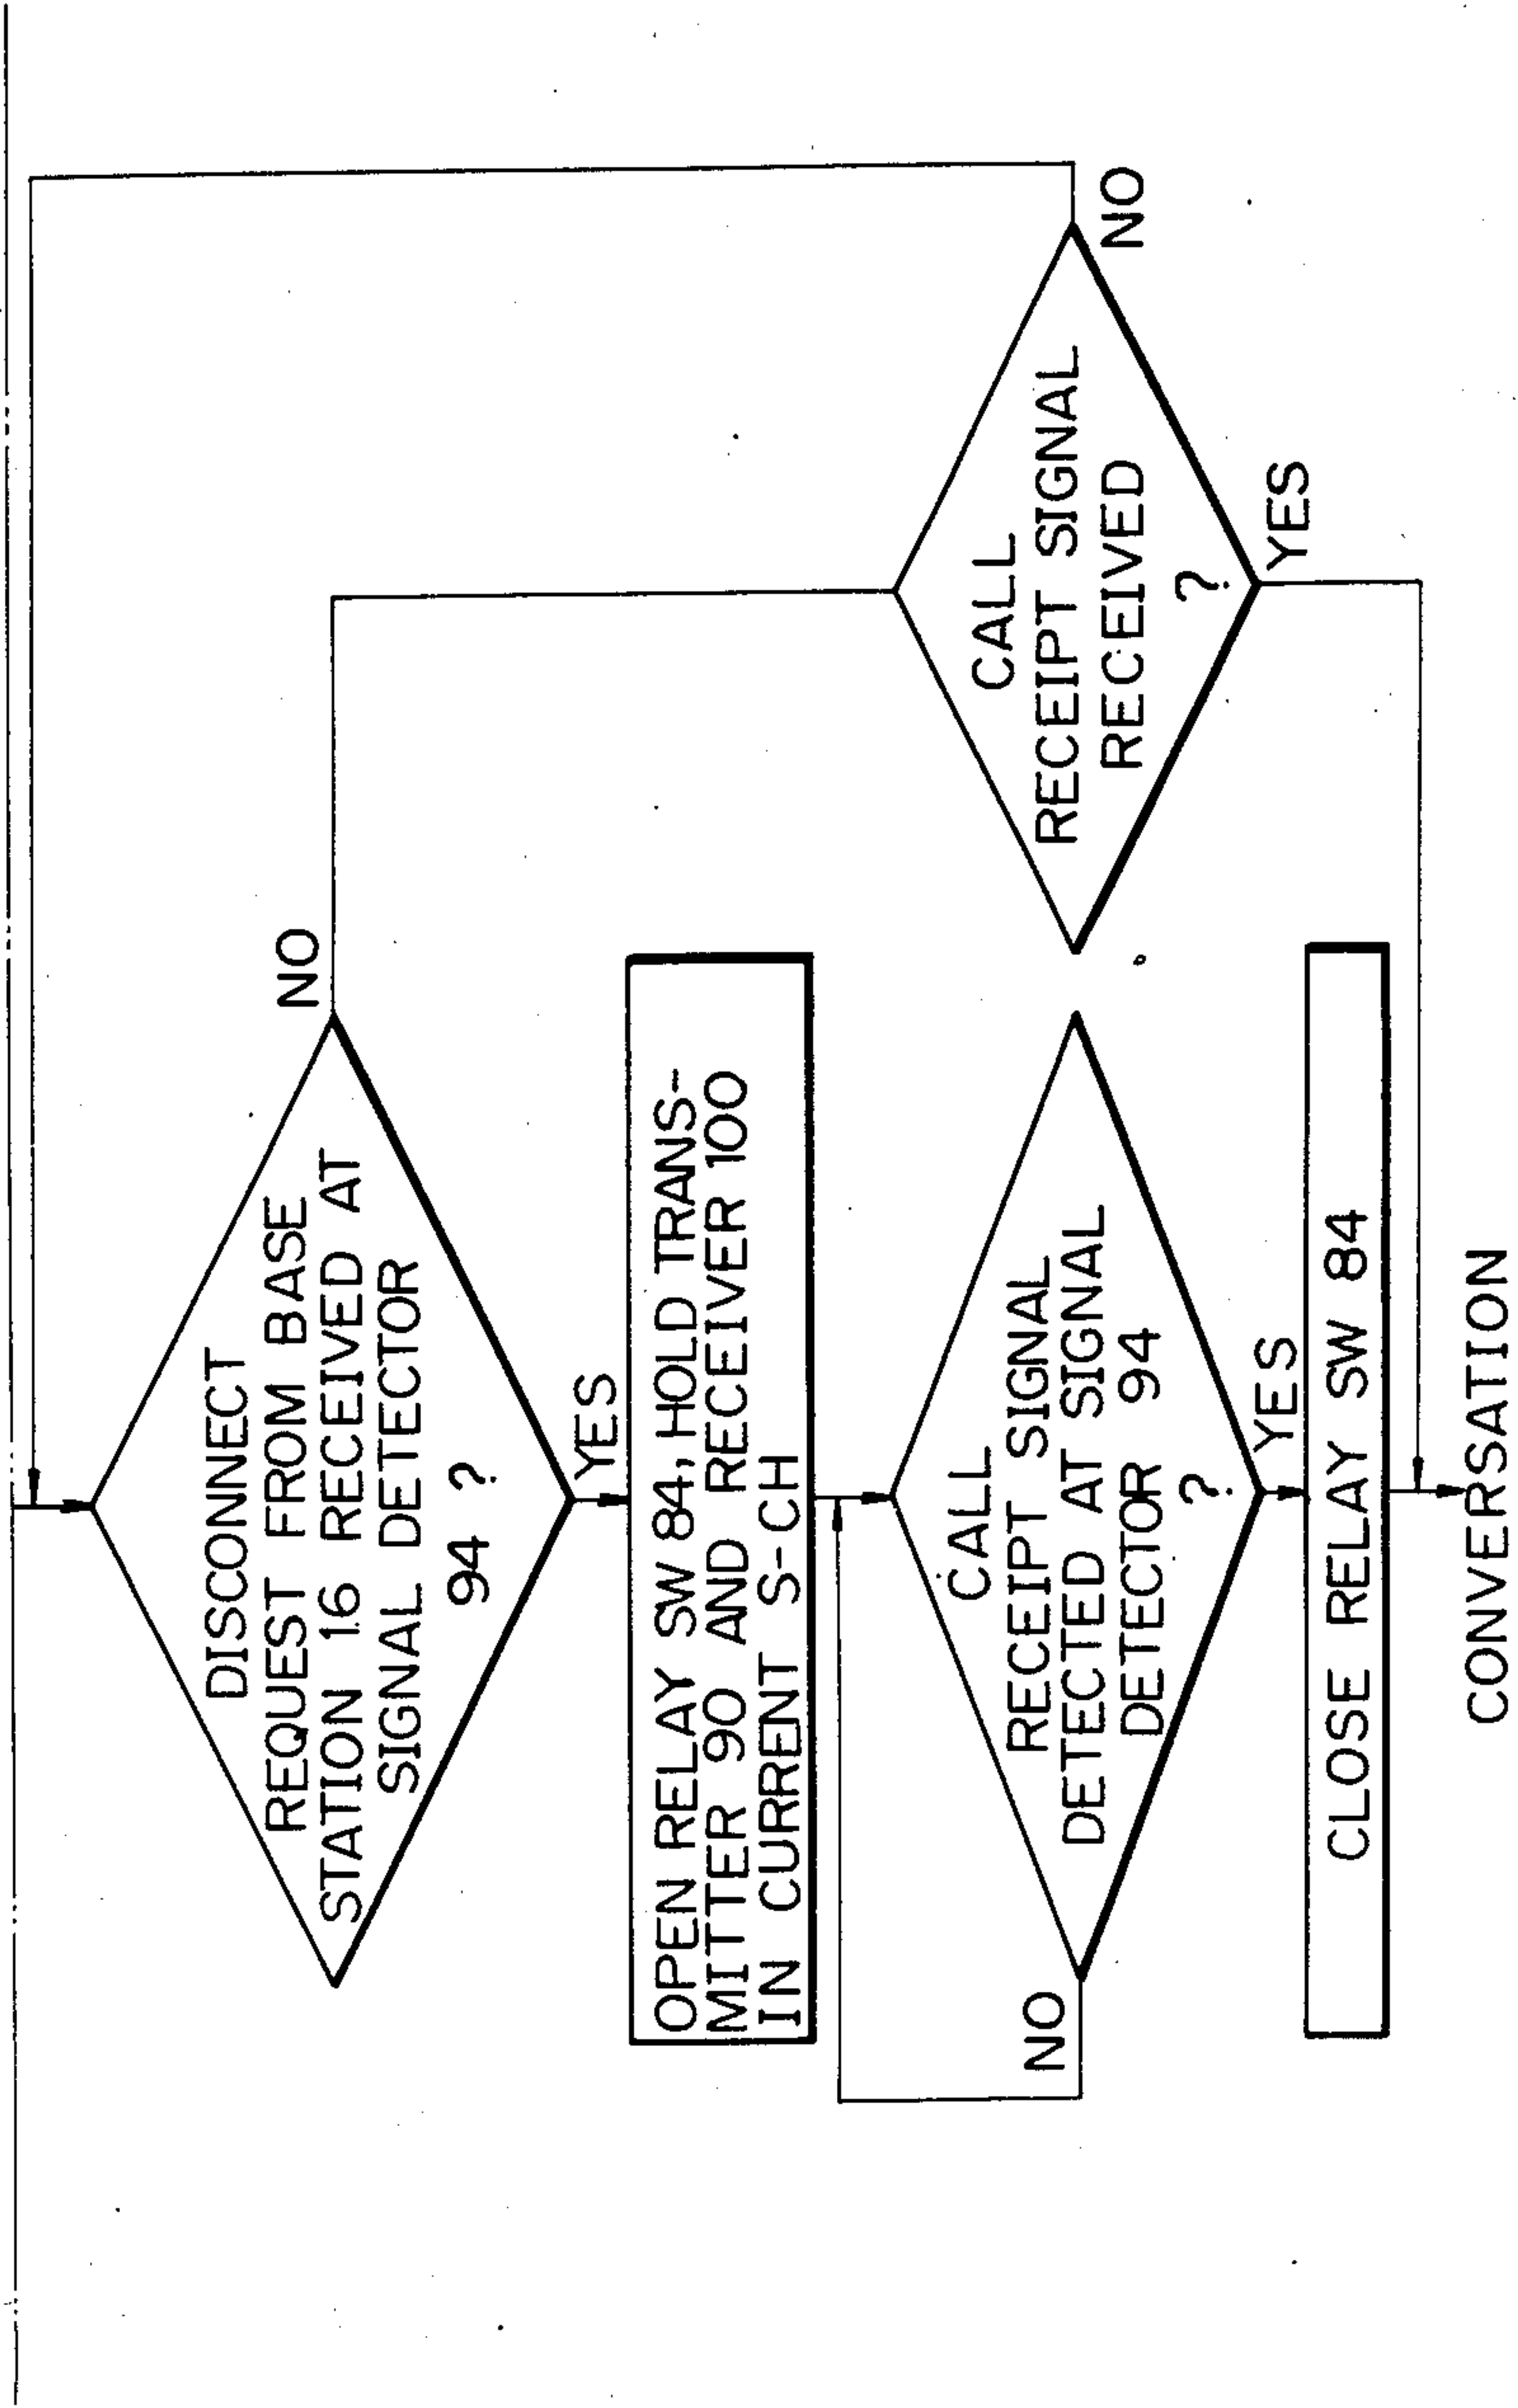 DISCONNECT
REQUEST FROM BASE
STATION 16 RECEIVED AT
SIGNAL DETECTOR
94 ?
NO
YES
OPEN RELAY SW 84, HOLD TRANS-
MITTER 90 AND RECEIVER 100
IN CURRENT S-CH
CALL
RECEIPT SIGNAL
DETECTED AT SIGNAL
DETECTOR 94
?
NO
YES
CALL
RECEIPT SIGNAL
RECEIVED
?
NO
YES
CLOSE RELAY SW 84
CONVERSATION